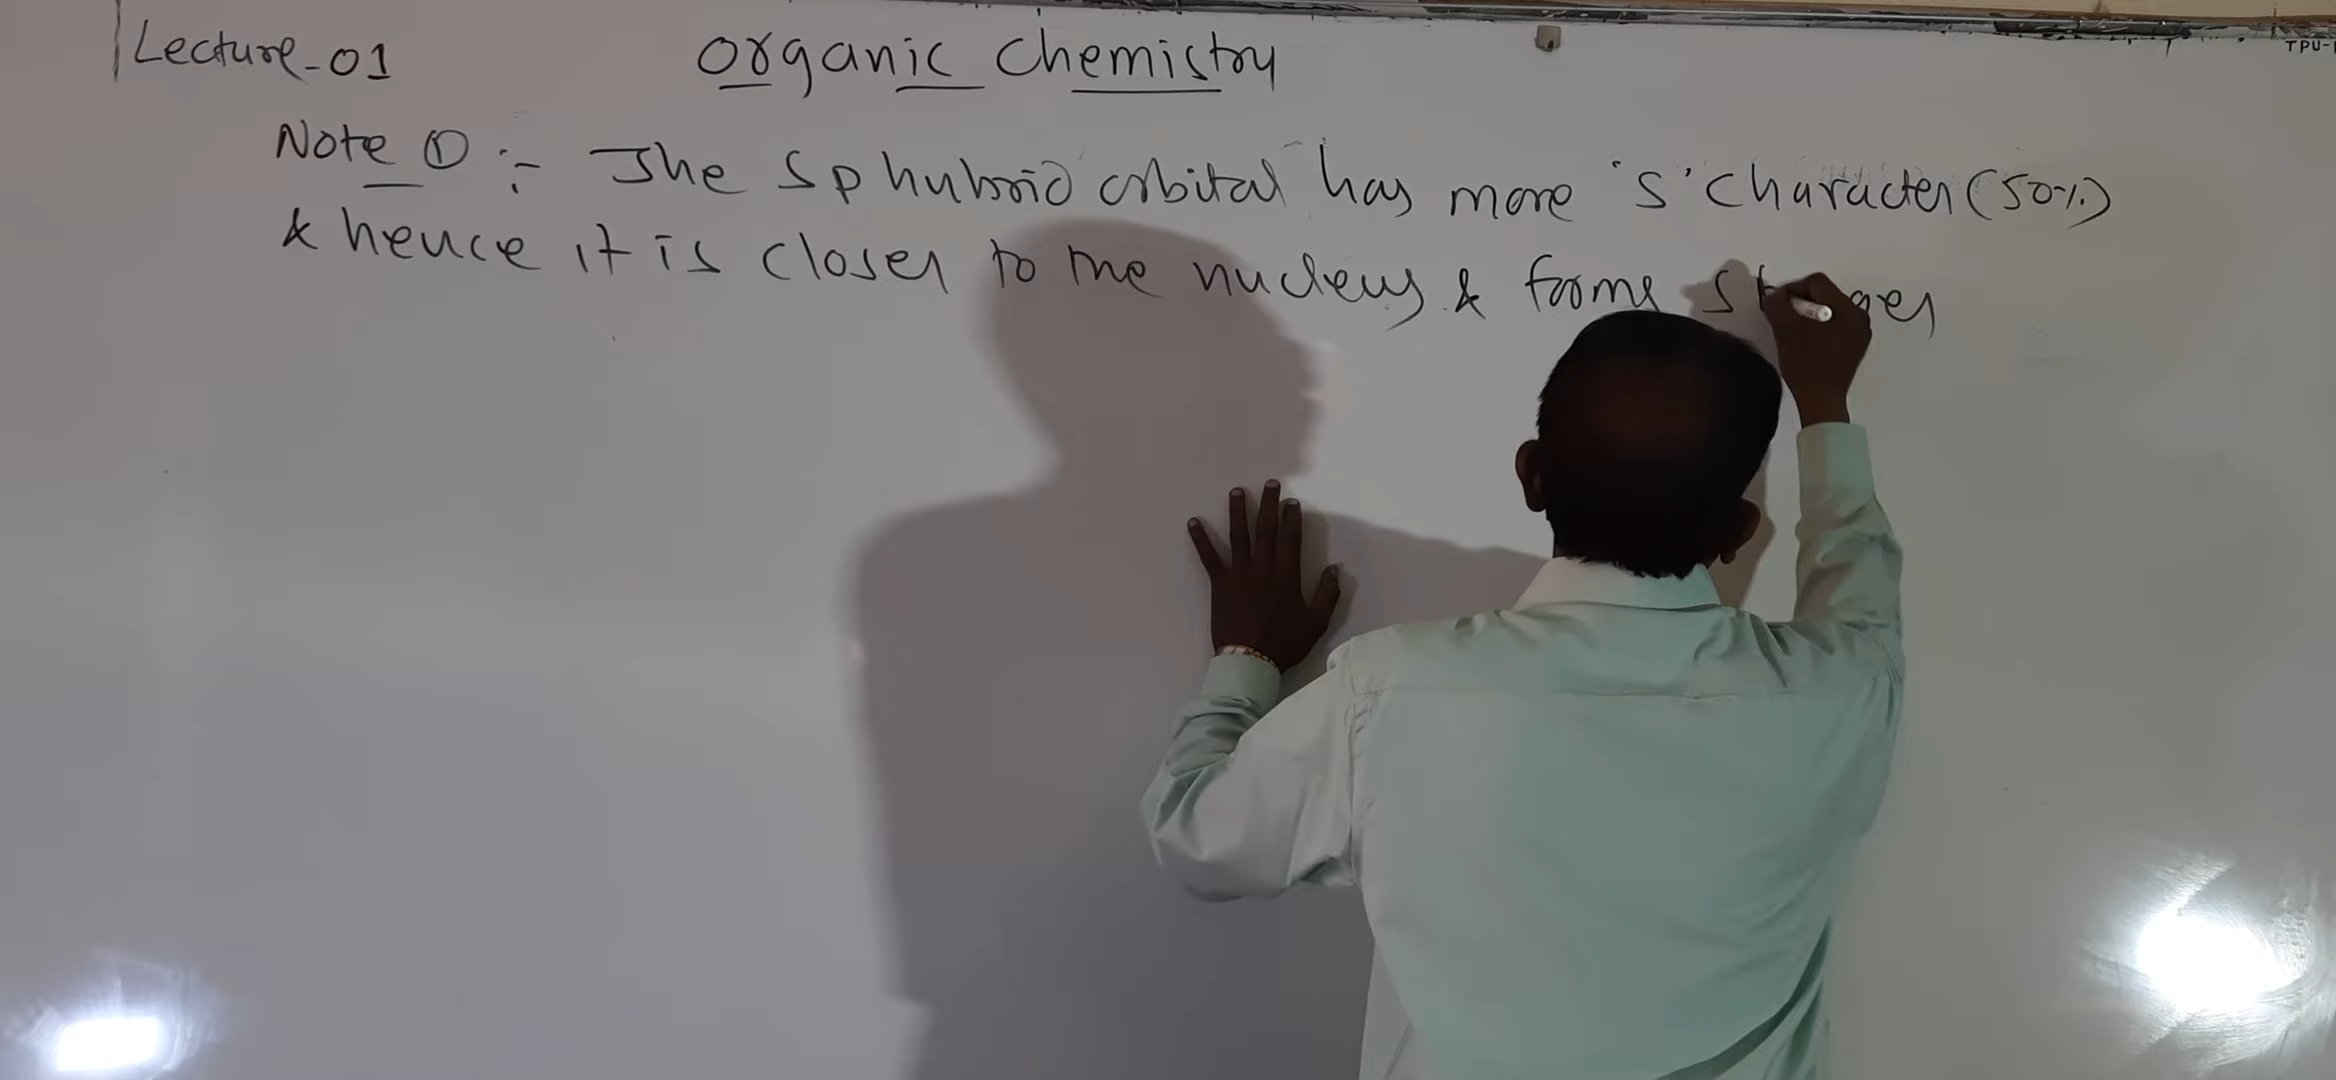 Lecture-01
Organic Chemistry
Note ① :- The Sp hybrid orbital has more 's' character (50%)
& hence it is closer to the nucleus & forms
TPU-